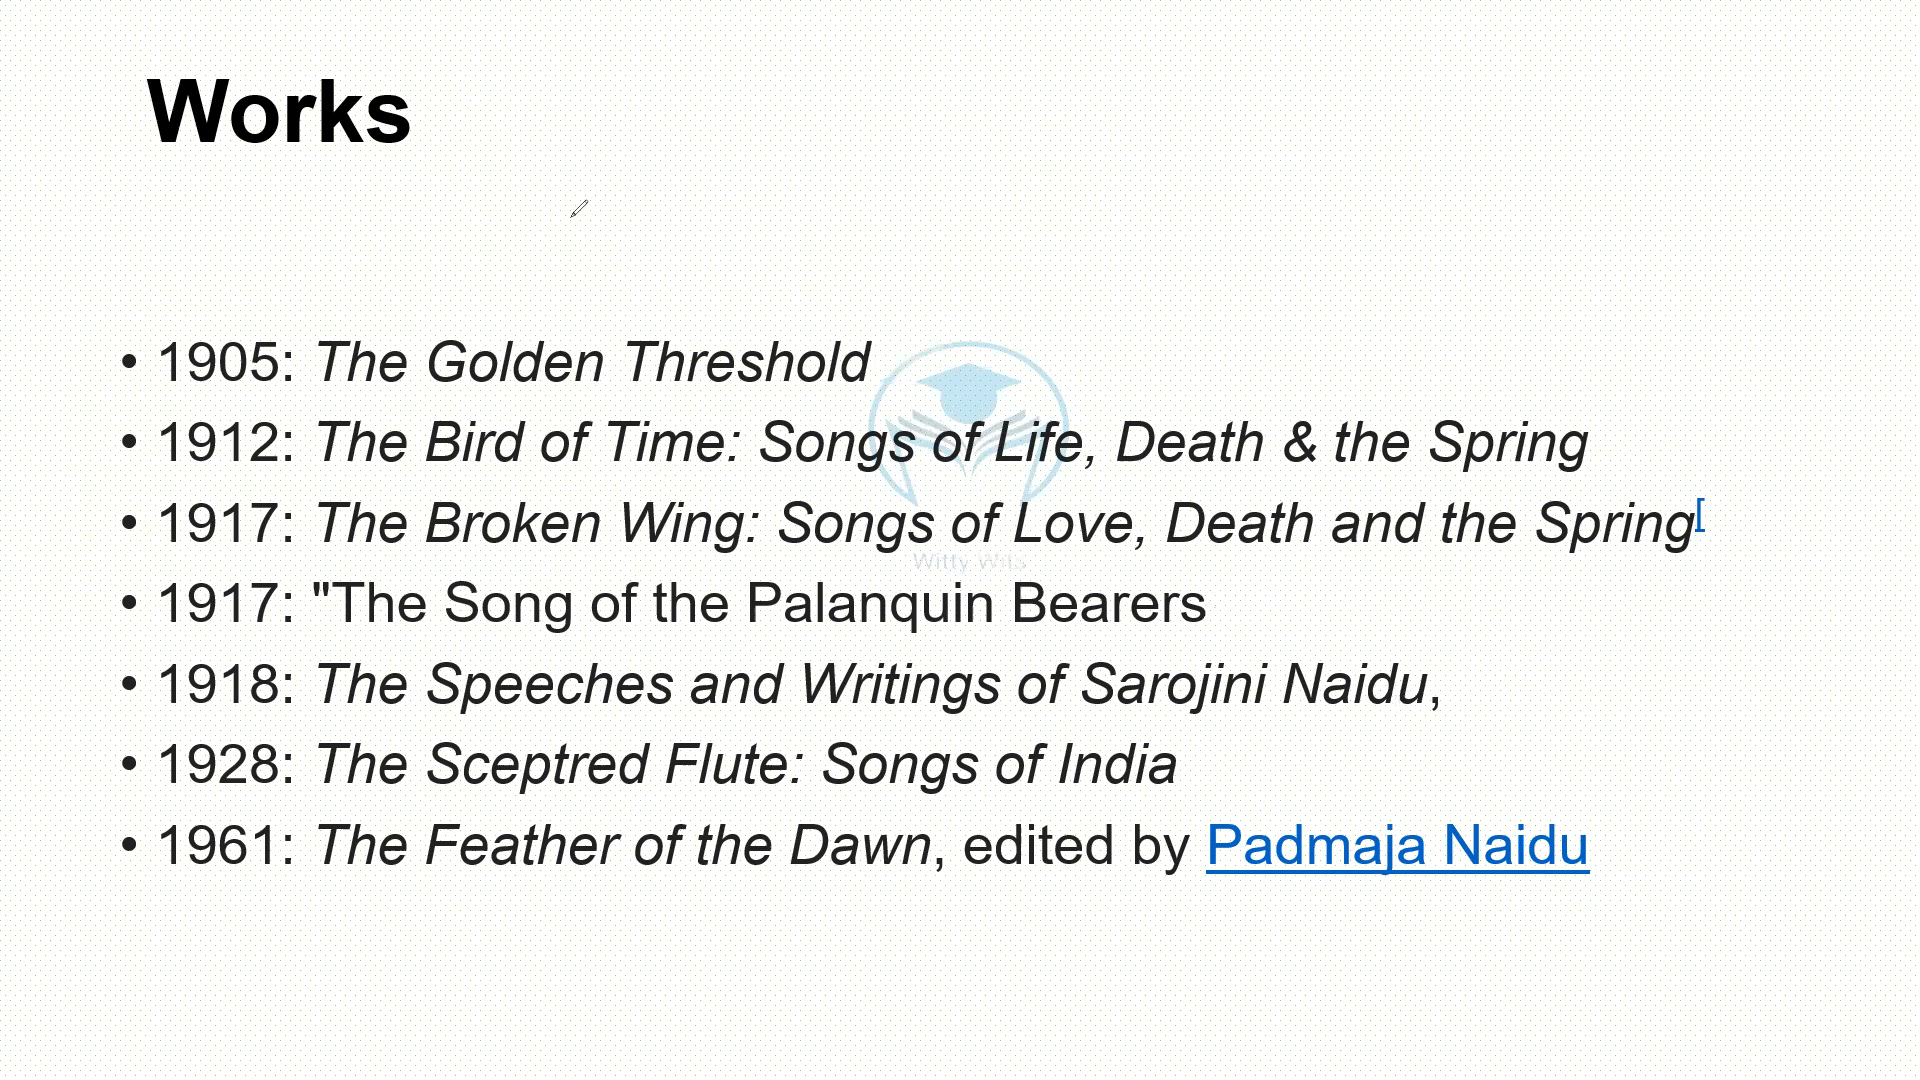 Works
• 1905: The Golden Threshold
• 1912: The Bird of Time: Songs of Life, Death & the Spring
• 1917: The Broken Wing: Songs of Love, Death and the Spring[
Witty Wits
• 1917: "The Song of the Palanquin Bearers
• 1918: The Speeches and Writings of Sarojini Naidu,
• 1928: The Sceptred Flute: Songs of India
• 1961: The Feather of the Dawn, edited by Padmaja Naidu